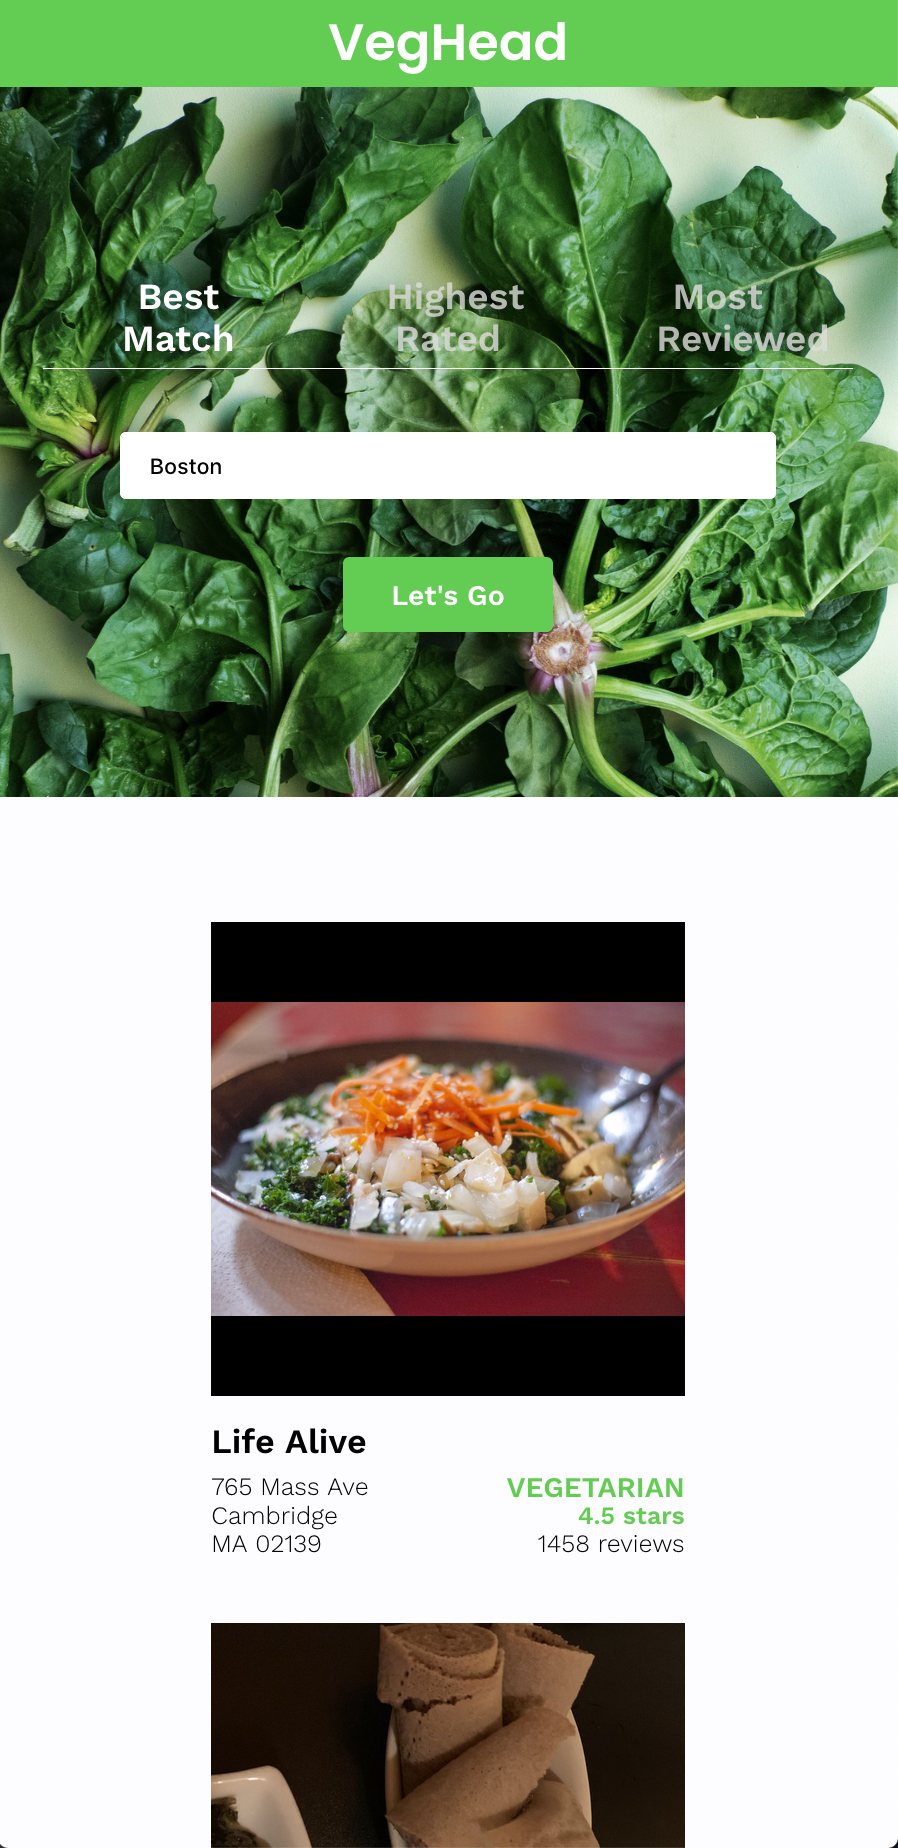 VegHead
Best Match
Highest Rated
Most Reviewed
Boston
Let's Go
Life Alive
765 Mass Ave
Cambridge
MA 02139
VEGETARIAN
4.5 stars
1458 reviews